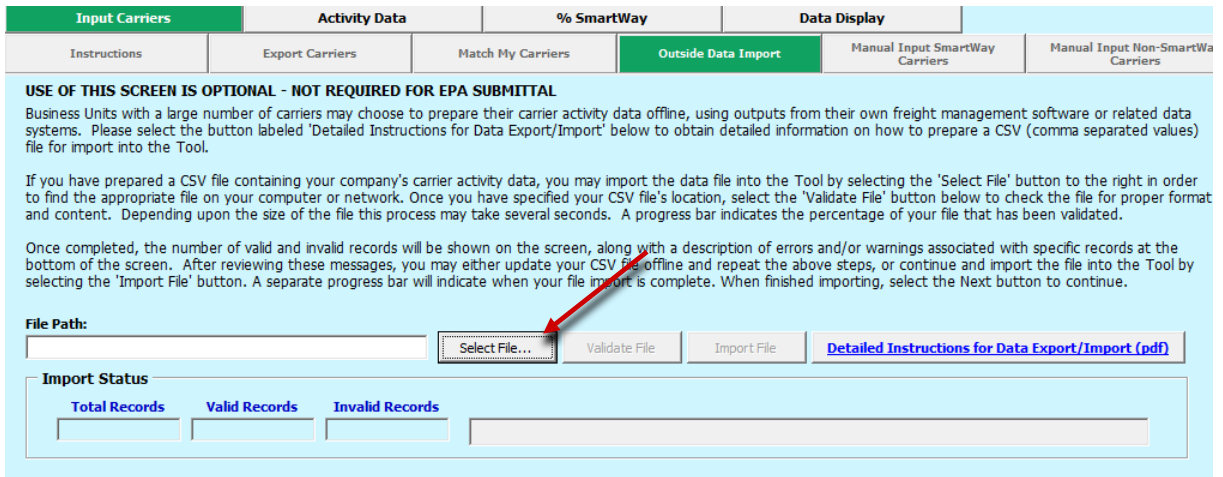 Input Carriers Activity Data % SmartWay Data Display
Instructions Export Carriers Match My Carriers Outside Data Import Manual Input SmartWay Carriers Manual Input Non-SmartWa Carriers
USE OF THIS SCREEN IS OPTIONAL - NOT REQUIRED FOR EPA SUBMITTAL
Business Units with a large number of carriers may choose to prepare their carrier activity data offline, using outputs from their own freight management software or related data
systems. Please select the button labeled 'Detailed Instructions for Data Export/Import' below to obtain detailed information on how to prepare a CSV (comma separated values)
file for import into the Tool.
If you have prepared a CSV file containing your company's carrier activity data, you may import the data file into the Tool by selecting the 'Select File' button to the right in order
to find the appropriate file on your computer or network. Once you have specified your CSV file's location, select the 'Validate File' button below to check the file for proper format
and content. Depending upon the size of the file this process may take several seconds. A progress bar indicates the percentage of your file that has been validated.
Once completed, the number of valid and invalid records will be shown on the screen, along with a description of errors and/or warnings associated with specific records at the
bottom of the screen. After reviewing these messages, you may either update your CSV file offline and repeat the above steps, or continue and import the file into the Tool by
selecting the 'Import File' button. A separate progress bar will indicate when your file import is complete. When finished importing, select the Next button to continue.
File Path:
Select File... Validate File Import File Detailed Instructions for Data Export/Import (pdf)
Import Status
Total Records Valid Records Invalid Records